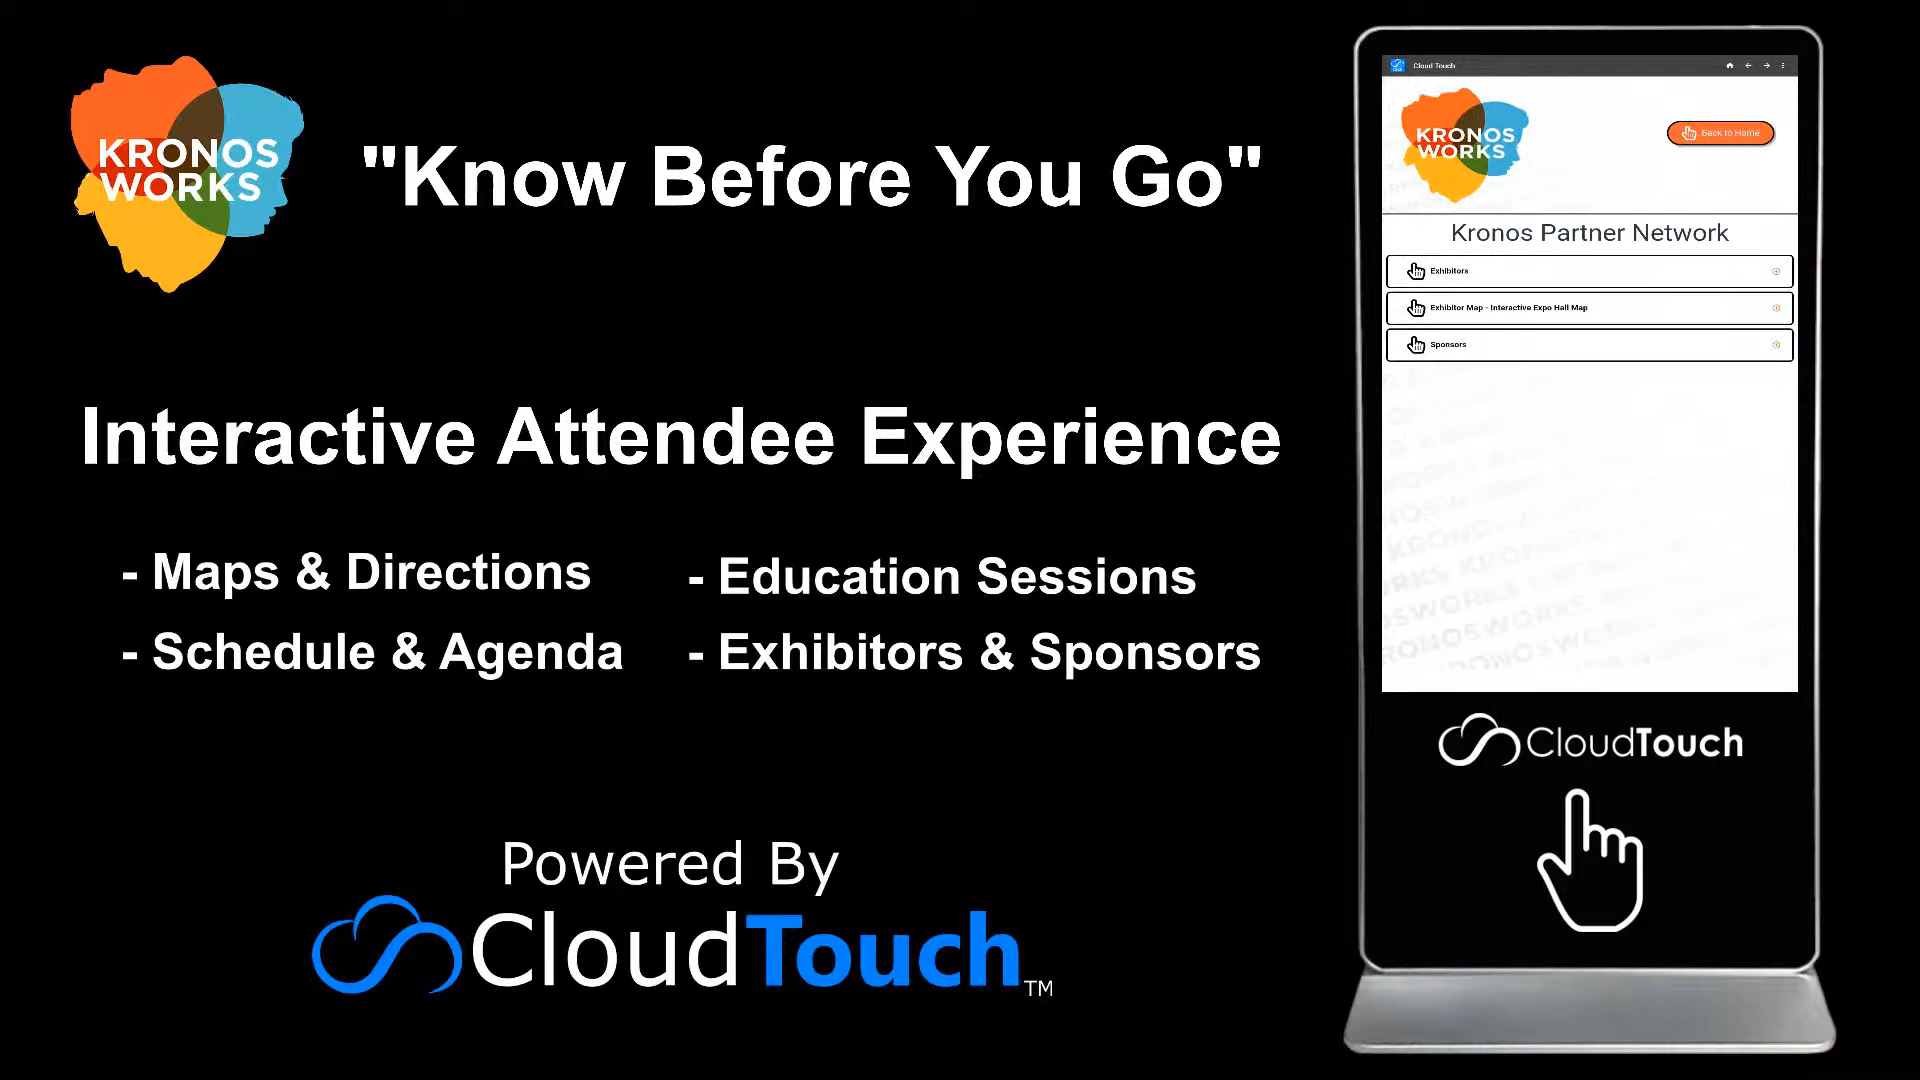 KRONOS
WORKS
"Know Before You Go"
Interactive Attendee Experience
- Maps & Directions
- Schedule & Agenda
- Education Sessions
- Exhibitors & Sponsors
Powered By
CloudTouch™
Cloud Touch
KRONOS
WORKS
Back to Home
Kronos Partner Network
Exhibitors
Exhibitor Map - Interactive Expo Hall Map
Sponsors
CloudTouch